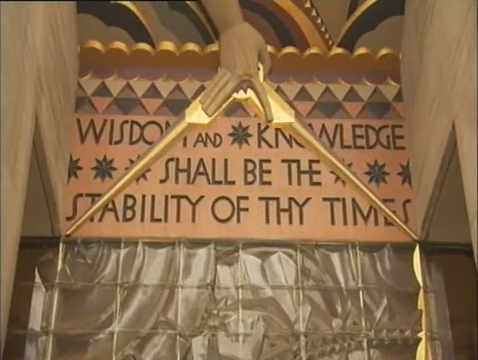 WISDOM AND KNOWLEDGE
SHALL BE THE
STABILITY OF THY TIMES